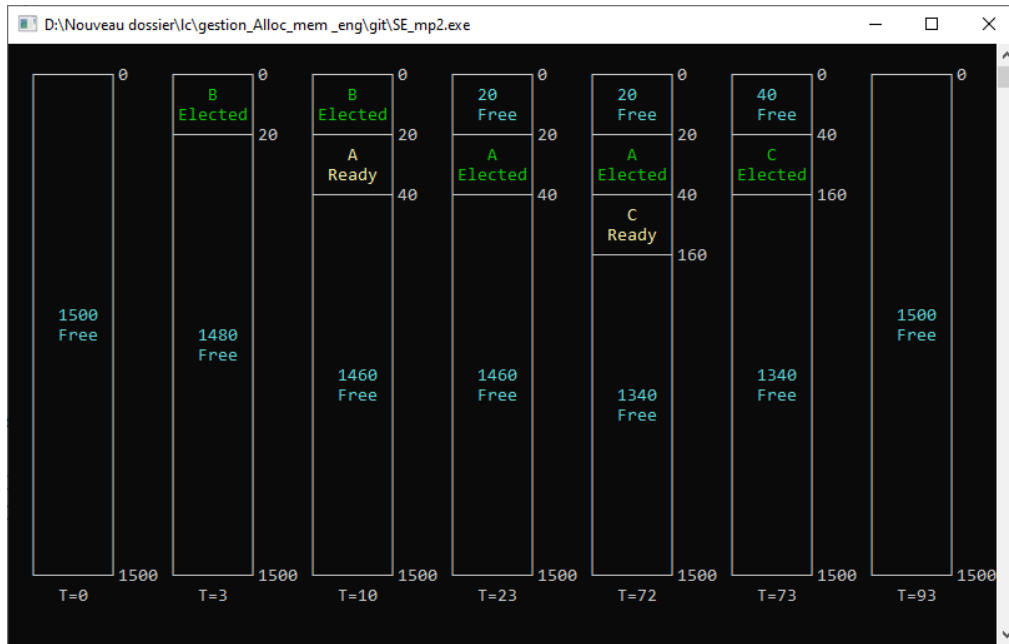 D:\Nouveau dossier\lc\gestion_Alloc_mem _eng\git\SE_mp2.exe
0 0 0 0 0 0 0
B B 20 20 40
Elected Elected Free Free Free
20 20 20 20 40
A A A C
Ready Elected Elected Elected
40 40 40 160
C
Ready
160
1500 1500
Free 1480 Free
Free
1460 1460 1340
Free Free 1340 Free
Free
1500 1500 1500 1500 1500 1500 1500
T=0 T=3 T=10 T=23 T=72 T=73 T=93